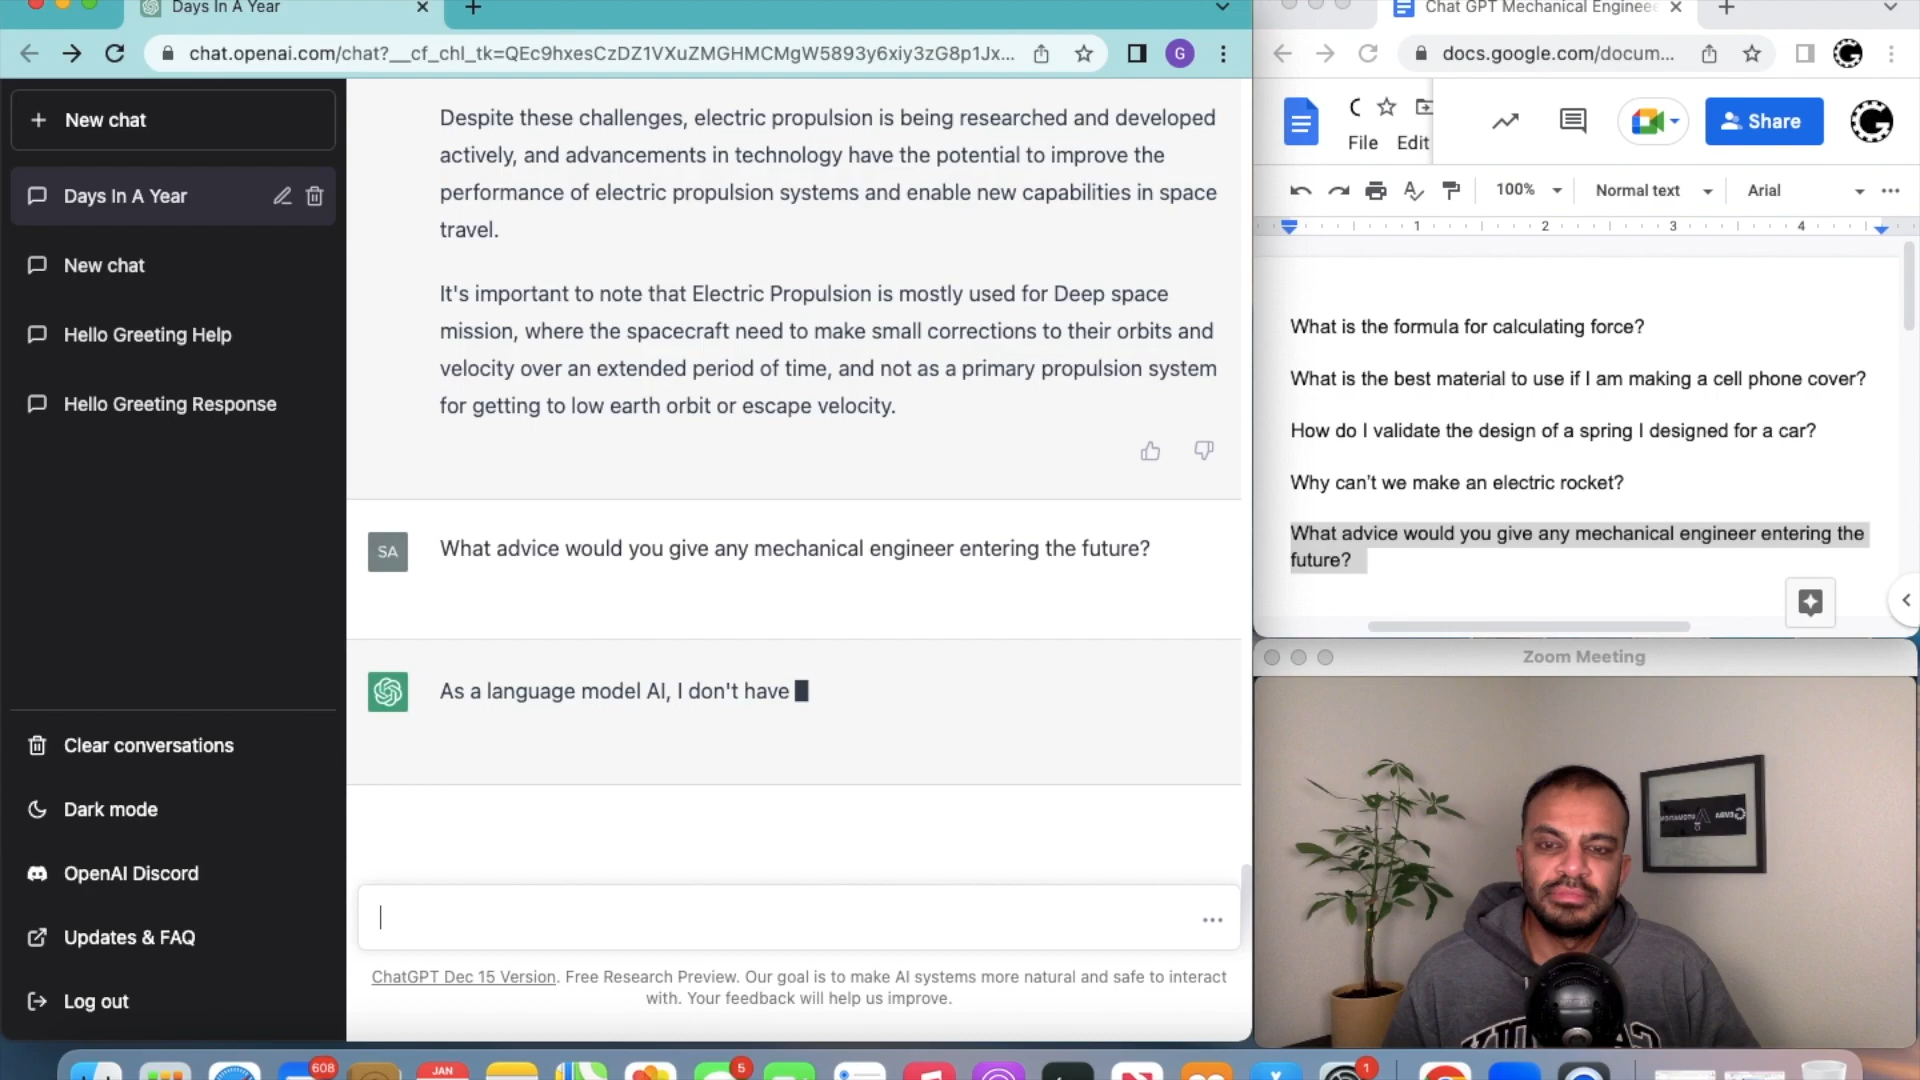 Days In A Year
chat.openai.com/chat?__cf_chl_tk=QEc9hxesCzDZ1VXuZMGHMCMgW5893y6xiy3zG8p1Jx...
G
New chat
Days In A Year
New chat
Hello Greeting Help
Hello Greeting Response
Clear conversations
Dark mode
OpenAI Discord
Updates & FAQ
Log out
Despite these challenges, electric propulsion is being researched and developed
actively, and advancements in technology have the potential to improve the
performance of electric propulsion systems and enable new capabilities in space
travel.
It's important to note that Electric Propulsion is mostly used for Deep space
mission, where the spacecraft need to make small corrections to their orbits and
velocity over an extended period of time, and not as a primary propulsion system
for getting to low earth orbit or escape velocity.
SA
What advice would you give any mechanical engineer entering the future?
As a language model AI, I don't have
ChatGPT Dec 15 Version. Free Research Preview. Our goal is to make AI systems more natural and safe to interact
with. Your feedback will help us improve.
Chat GPT Mechanical Enginee
docs.google.com/docum...
C
File Edit
Share
100% Normal text Arial
1 2 3 4
What is the formula for calculating force?
What is the best material to use if I am making a cell phone cover?
How do I validate the design of a spring I designed for a car?
Why can't we make an electric rocket?
What advice would you give any mechanical engineer entering the
future?
Zoom Meeting
608
JAN
5
1